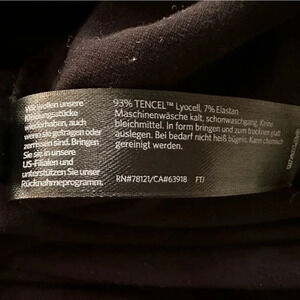 Wir wollen unsere
Kleidungsstücke
wiederhaben, auch
wenn sie getragen oder
zerrissen sind. Bringen
Sie sie in unsere
US-Filialen und
unterstützen Sie unser
Rücknahmeprogramm.
93% TENCEL™ Lyocell, 7% Elastan
Maschinenwäsche kalt, schonwaschgang. Keine
bleichmittel. In form bringen und zum trocknen glatt
auslegen. Bei bedarf nicht heiß bügeln. Kann chemisch
gereinigt werden.
RN#78121/CA#63918 FTJ